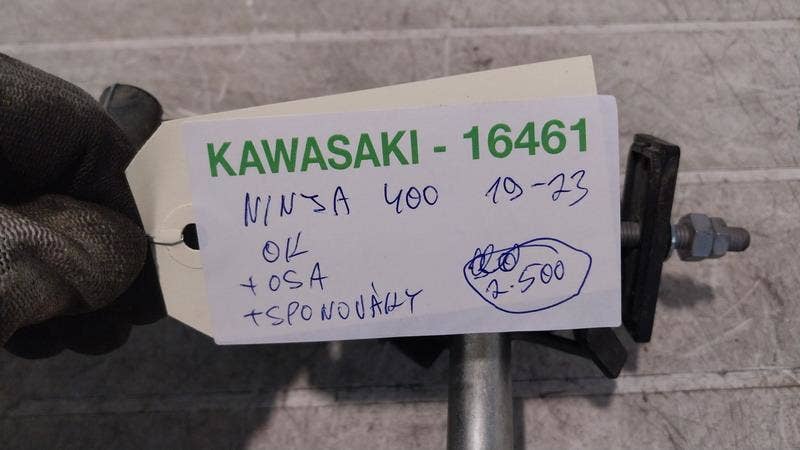 KAWASAKI - 16461
NINJA 400 19-23
OK
+ OSA
+ SPONOVÁKY
2.500